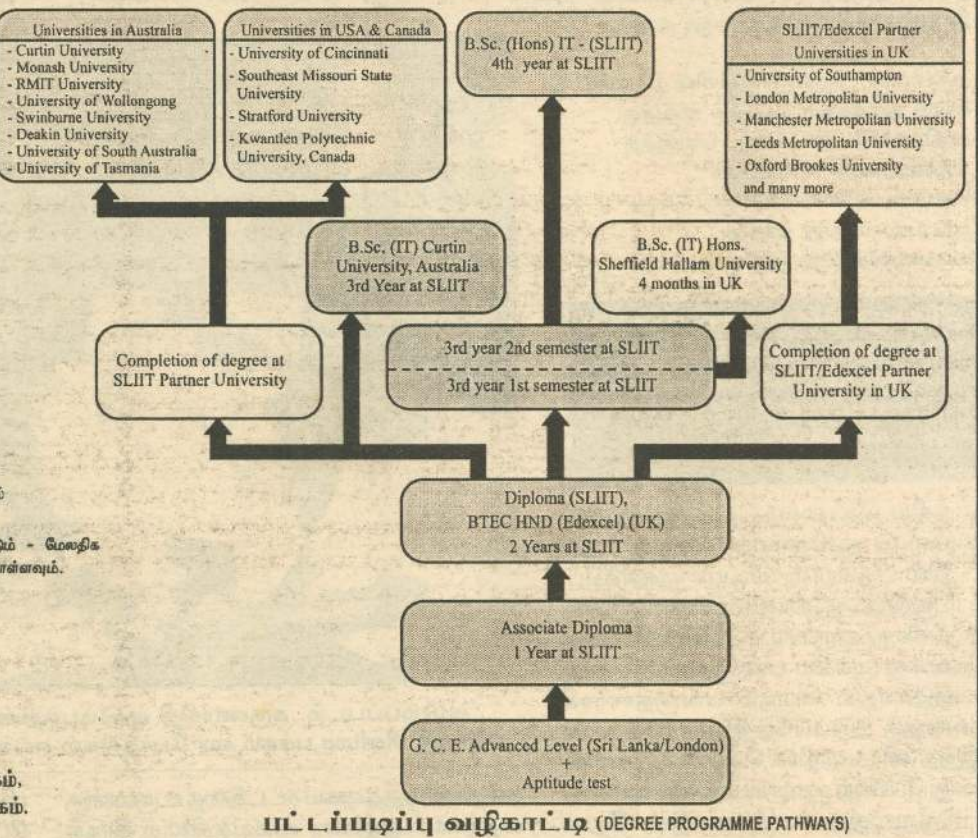 Universities in Australia
- Curtin University
- Monash University
- RMIT University
- University of Wollongong
- Swinburne University
- Deakin University
- University of South Australia
- University of Tasmania
Universities in USA & Canada
- University of Cincinnati
- Southeast Missouri State
University
- Stratford University
- Kwantlen Polytechnic
University, Canada
B.Sc. (Hons) IT - (SLIIT)
4th year at SLIIT
SLIIT/Edexcel Partner
Universities in UK
- University of Southampton
- London Metropolitan University
- Manchester Metropolitan University
- Leeds Metropolitan University
- Oxford Brookes University
and many more
B.Sc. (IT) Curtin
University, Australia
3rd Year at SLIIT
B.Sc. (IT) Hons.
Sheffield Hallam University
4 months in UK
Completion of degree at
SLIIT Partner University
3rd year 2nd semester at SLIIT
3rd year 1st semester at SLIIT
Completion of degree at
SLIIT/Edexcel Partner
University in UK
Diploma (SLIIT),
BTEC HND (Edexcel) (UK)
2 Years at SLIIT
- மேலதிக
Associate Diploma
1 Year at SLIIT
G. C. E. Advanced Level (Sri Lanka/London)
+
Aptitude test
பட்டப்படிப்பு வழிகாட்டி (DEGREE PROGRAMME PATHWAYS)